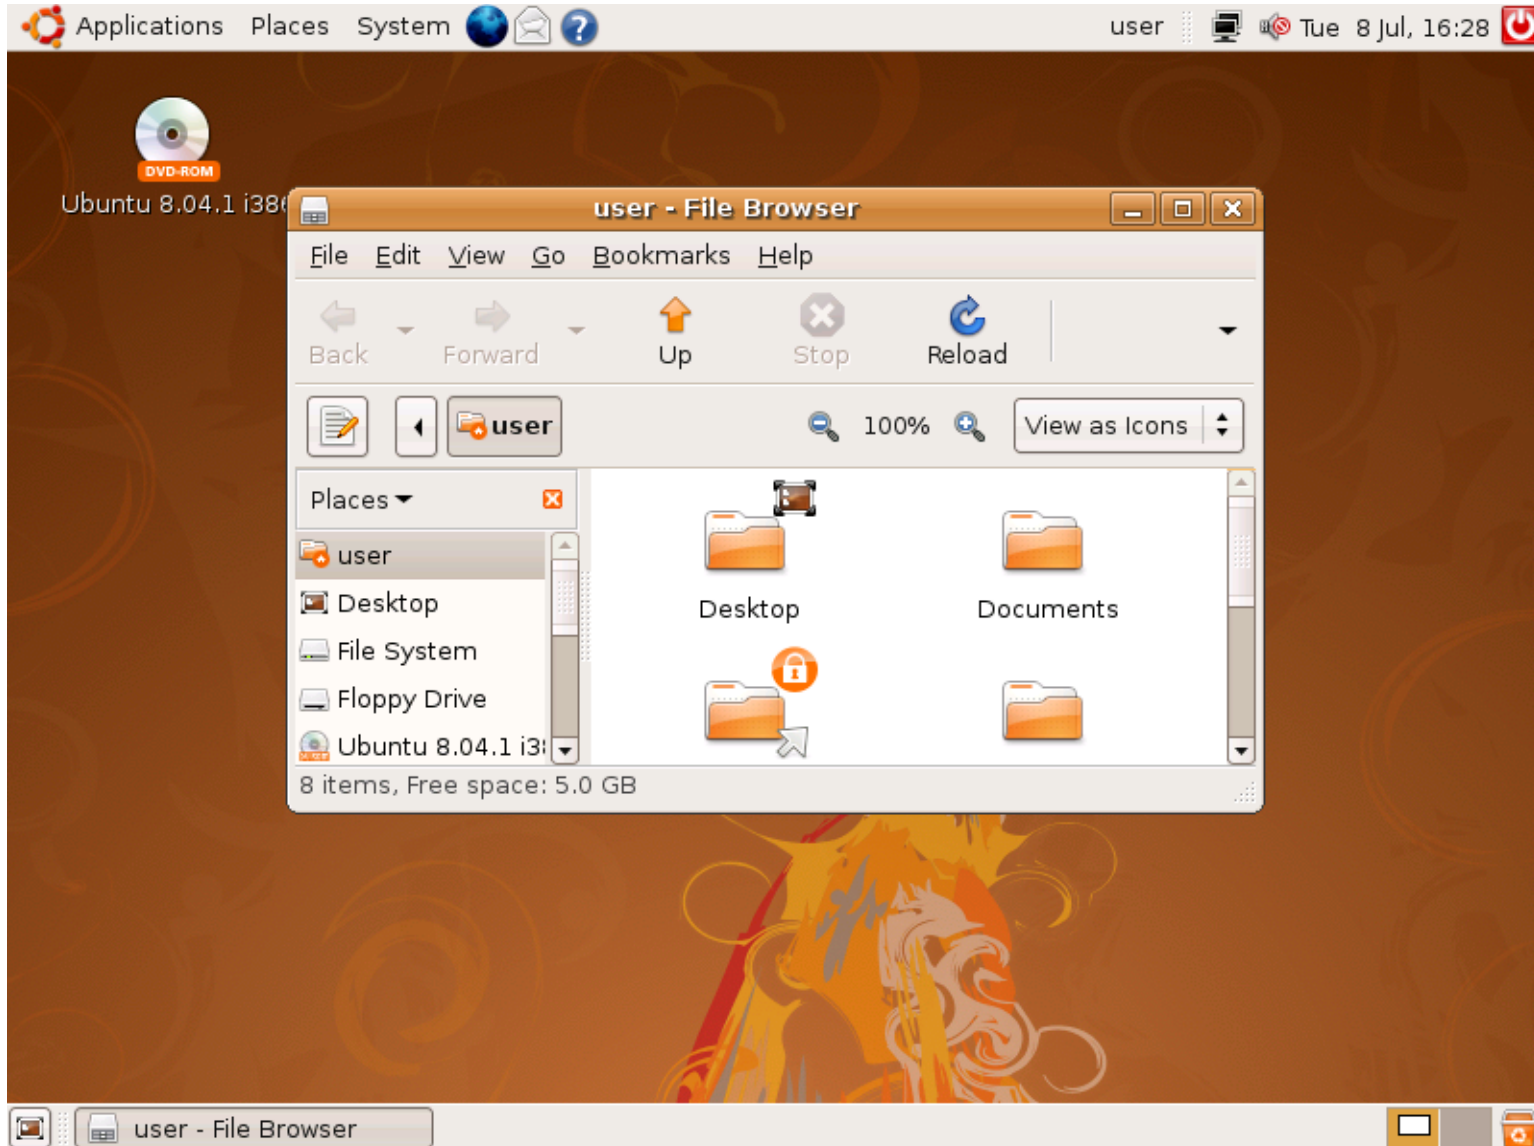 Applications Places System user Tue 8 Jul, 16:28
DVD-ROM
Ubuntu 8.04.1 i386
user - File Browser
File Edit View Go Bookmarks Help
Back Forward Up Stop Reload
user 100% View as Icons
Places
user
Desktop
File System
Floppy Drive
Ubuntu 8.04.1 i38
Desktop Documents
8 items, Free space: 5.0 GB
user - File Browser